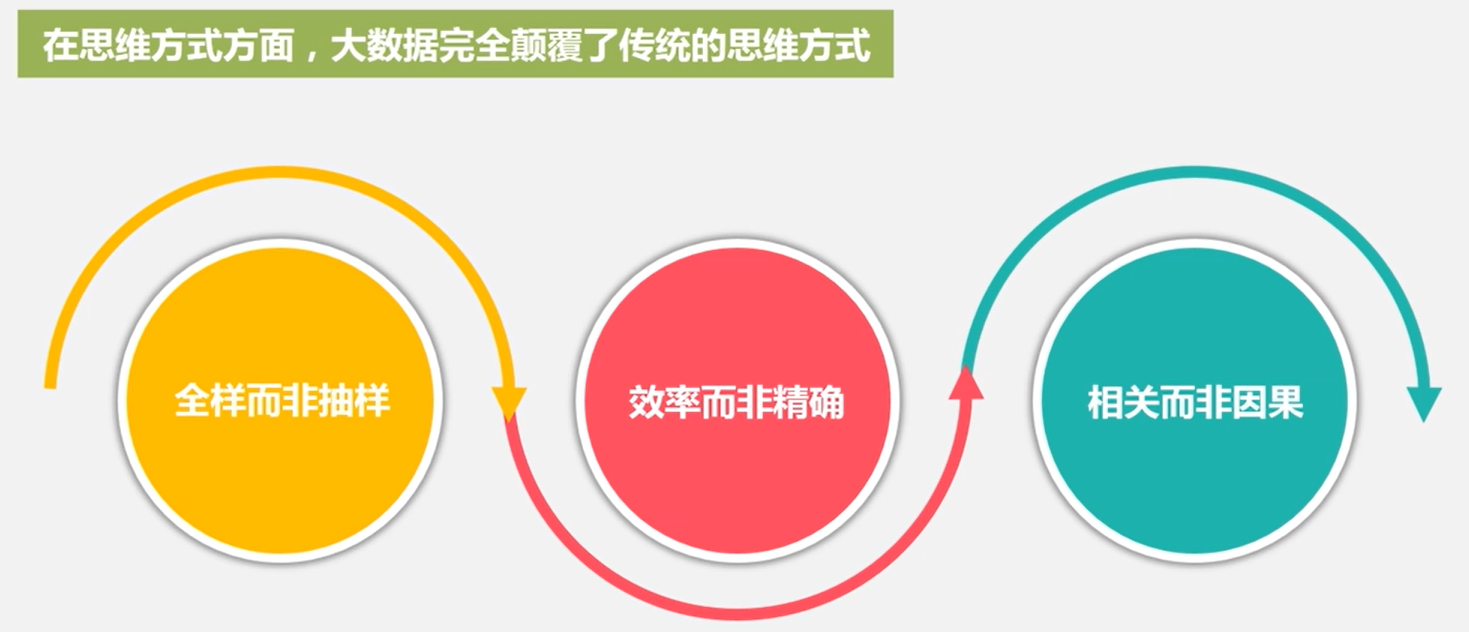 在思维方式方面，大数据完全颠覆了传统的思维方式
全样而非抽样
效率而非精确
相关而非因果